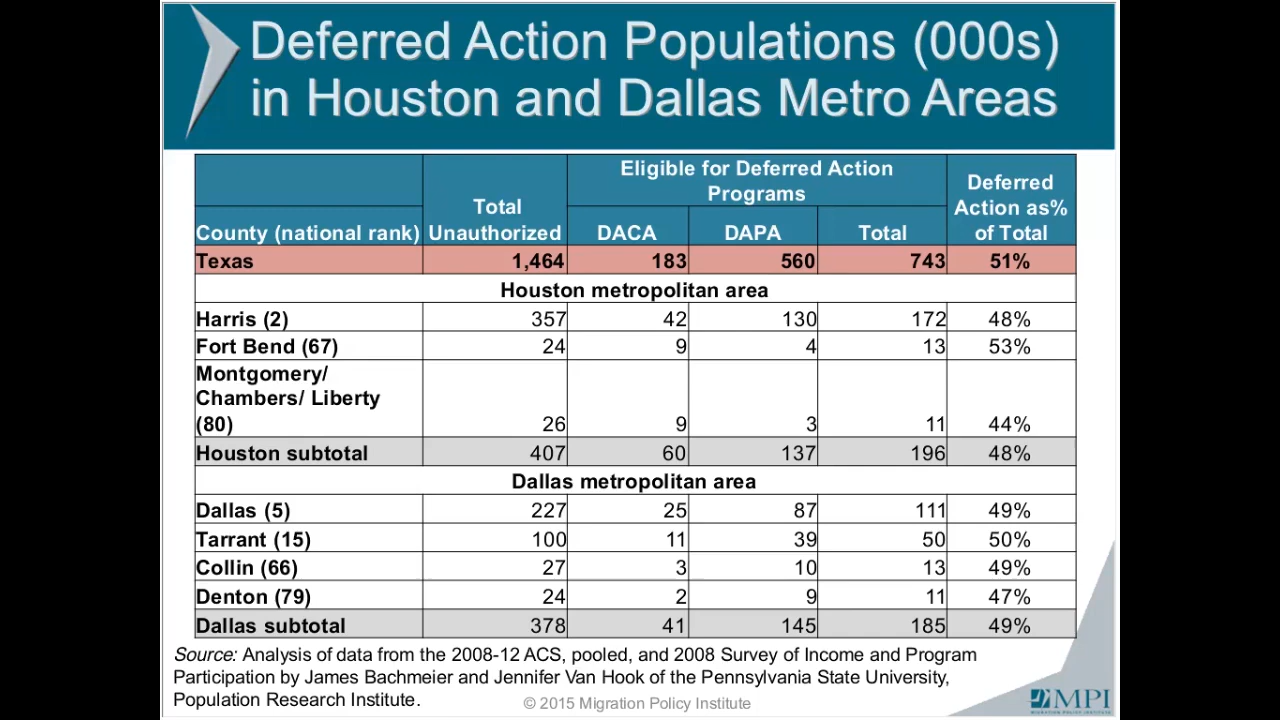 Deferred Action Populations (000s)
in Houston and Dallas Metro Areas
County (national rank) Total Unauthorized Eligible for Deferred Action Programs DACA DAPA Total Deferred Action as% of Total
Texas 1,464 183 560 743 51%
Houston metropolitan area
Harris (2) 357 42 130 172 48%
Fort Bend (67) 24 9 4 13 53%
Montgomery/
Chambers/ Liberty
(80) 26 9 3 11 44%
Houston subtotal 407 60 137 196 48%
Dallas metropolitan area
Dallas (5) 227 25 87 111 49%
Tarrant (15) 100 11 39 50 50%
Collin (66) 27 3 10 13 49%
Denton (79) 24 2 9 11 47%
Dallas subtotal 378 41 145 185 49%
Source: Analysis of data from the 2008-12 ACS, pooled, and 2008 Survey of Income and Program
Participation by James Bachmeier and Jennifer Van Hook of the Pennsylvania State University,
Population Research Institute.
© 2015 Migration Policy Institute
MPI
MIGRATION POLICY INSTITUTE